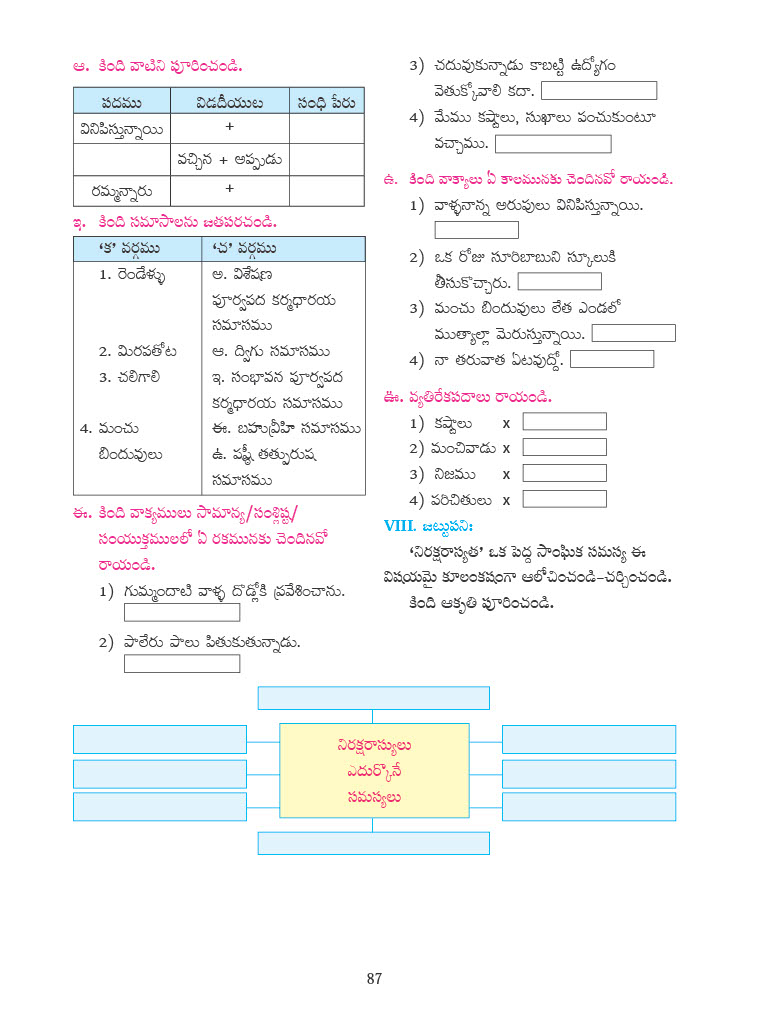 ఆ. కింది వాటిని పూరించండి.
పదము విడదీయుట సంధి పేరు
వినిపిస్తున్నాయి +
వచ్చిన + అప్పుడు
రమ్మన్నారు +
ఇ. కింది సమాసాలను జతపరచండి.
‘క’ వర్గము ‘చ’ వర్గము
1. రెండేళ్ళు అ. విశేషణ
పూర్వపద కర్మధారయ
సమాసము
2. మిరపతోట ఆ. ద్విగు సమాసము
3. చలిగాలి ఇ. సంభావన పూర్వపద
కర్మధారయ సమాసము
4. మంచు ఈ. బహువ్రీహి సమాసము
బిందువులు ఉ. షష్ఠీ తత్పురుష
సమాసము
ఈ. కింది వాక్యములు సామాన్య/సంశ్లిష్ట/
సంయుక్తములలో ఏ రకమునకు చెందినవో
రాయండి.
1) గుమ్మందాటి వాళ్ళ దొడ్లోకి ప్రవేశించాను.
2) పాలేరు పాలు పితుకుతున్నాడు.
3) చదువుకున్నాడు కాబట్టి ఉద్యోగం
వెతుక్కోవాలి కదా.
4) మేము కష్టాలు, సుఖాలు పంచుకుంటూ
వచ్చాము.
ఉ. కింది వాక్యాలు ఏ కాలమునకు చెందినవో రాయండి.
1) వాళ్ళనాన్న అరుపులు వినిపిస్తున్నాయి.
2) ఒక రోజు సూరిబాబుని స్కూలుకి
తీసుకొచ్చారు.
3) మంచు బిందువులు లేత ఎండలో
ముత్యాల్లా మెరుస్తున్నాయి.
4) నా తరువాత ఏటవుద్దో.
ఊ. వ్యతిరేకపదాలు రాయండి.
1) కష్టాలు x
2) మంచివాడు x
3) నిజము x
4) పరిచితులు x
VIII. జట్టుపని:
‘నిరక్షరాస్యత’ ఒక పెద్ద సాంఘిక సమస్య ఈ
విషయమై కూలంకషంగా ఆలోచించండి-చర్చించండి.
కింది ఆకృతి పూరించండి.
నిరక్షరాస్యులు
ఎదుర్కొనే
సమస్యలు
87